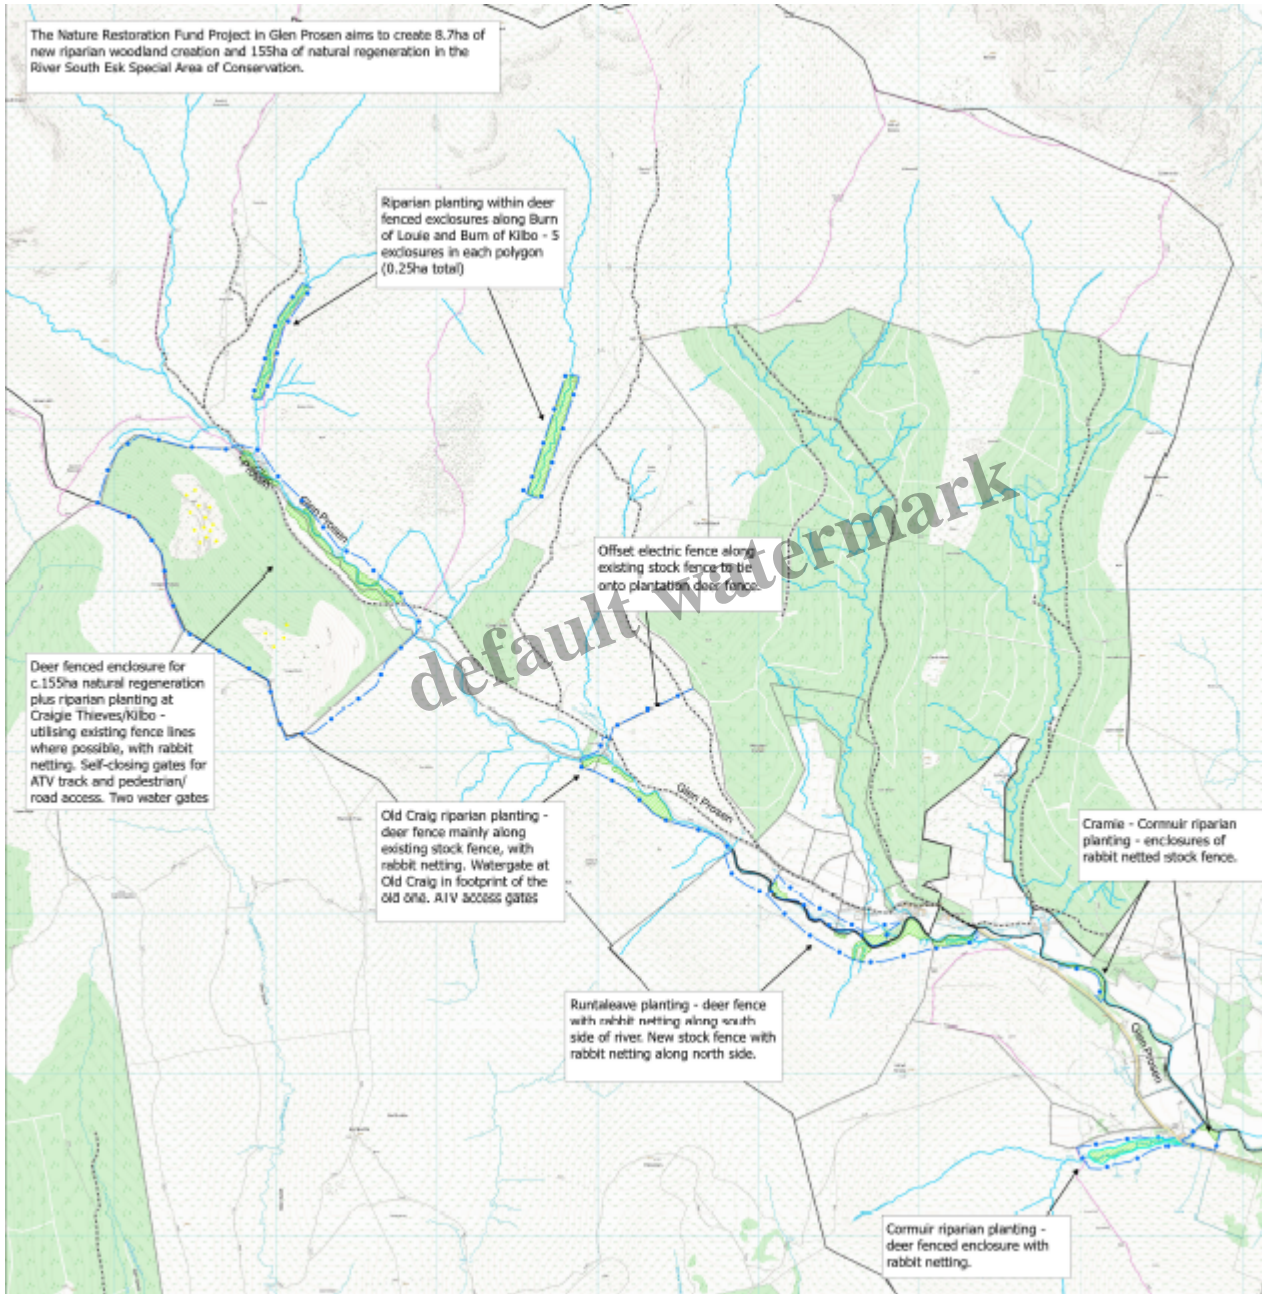 The Nature Restoration Fund Project in Glen Prosen aims to create 8.7ha of
new riparian woodland creation and 155ha of natural regeneration in the
River South Esk Special Area of Conservation.
Riparian planting within deer
fenced exclosures along Burn
of Louie and Burn of Kilbo - 5
exclosures in each polygon
(0.25ha total)
Glen
Prosen
Glen Prosen
Offset electric fence along
existing stock fence to tie
onto plantation deer fence.
default watermark
Deer fenced enclosure for
c.155ha natural regeneration
plus riparian planting at
Craigie Thieves/Kilbo -
utilising existing fence lines
where possible, with rabbit
netting. Self-closing gates for
ATV track and pedestrian/
road access. Two water gates
Glen Prosen
Old Craig riparian planting -
deer fence mainly along
existing stock fence, with
rabbit netting. Watergate at
Old Craig in footprint of the
old one. ATV access gates
Cramie - Cormuir riparian
planting - enclosures of
rabbit netted stock fence.
Runtaleave planting - deer fence
with rabbit netting along south
side of river. New stock fence with
rabbit netting along north side.
Glen Prosen
Cormuir riparian planting -
deer fenced enclosure with
rabbit netting.